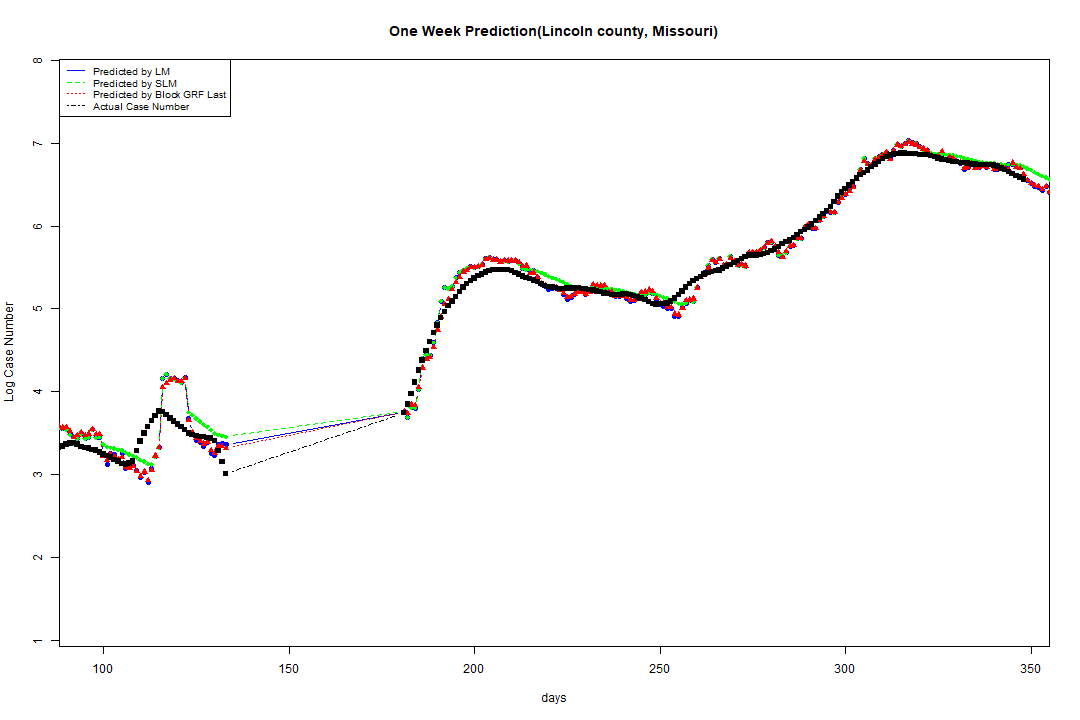 One Week Prediction(Lincoln county, Missouri)
Predicted by LM
Predicted by SLM
Predicted by Block GRF Last
Actual Case Number
8
7
6
5
4
3
2
1
Log Case Number
100 150 200 250 300 350
days